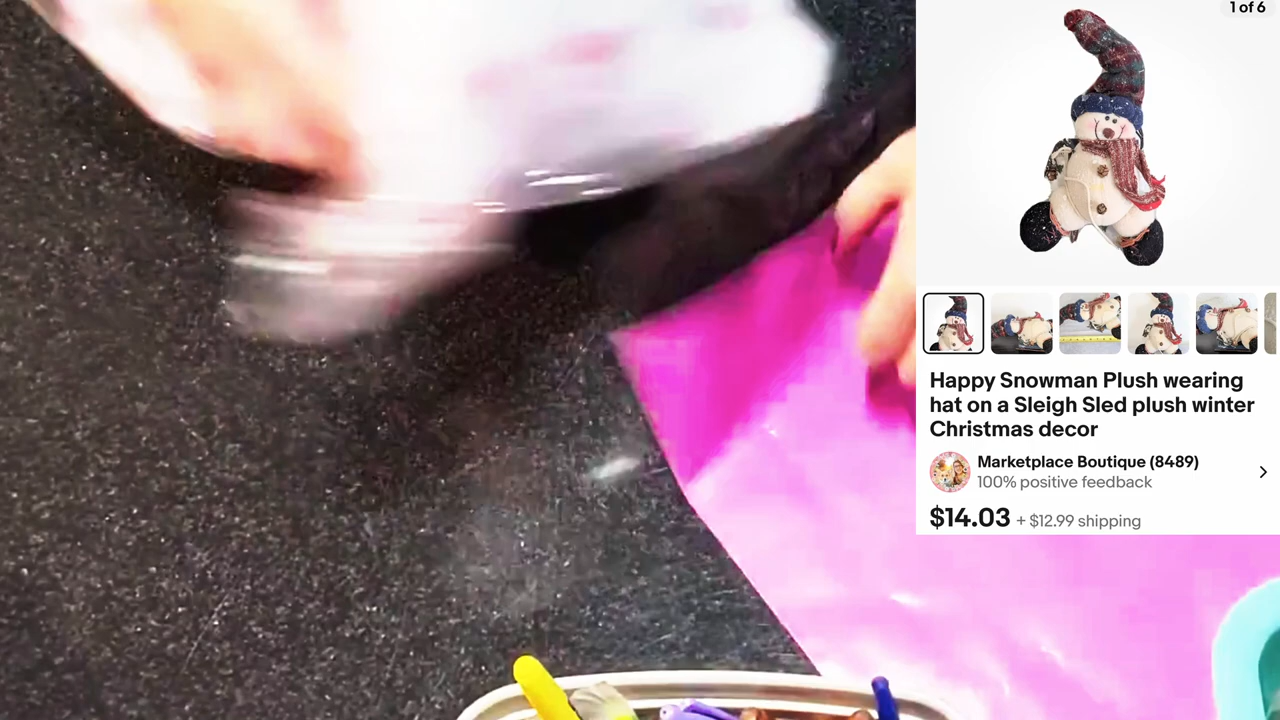 1 of 6
Happy Snowman Plush wearing
hat on a Sleigh Sled plush winter
Christmas decor
Marketplace Boutique (8489)
100% positive feedback
$14.03 + $12.99 shipping